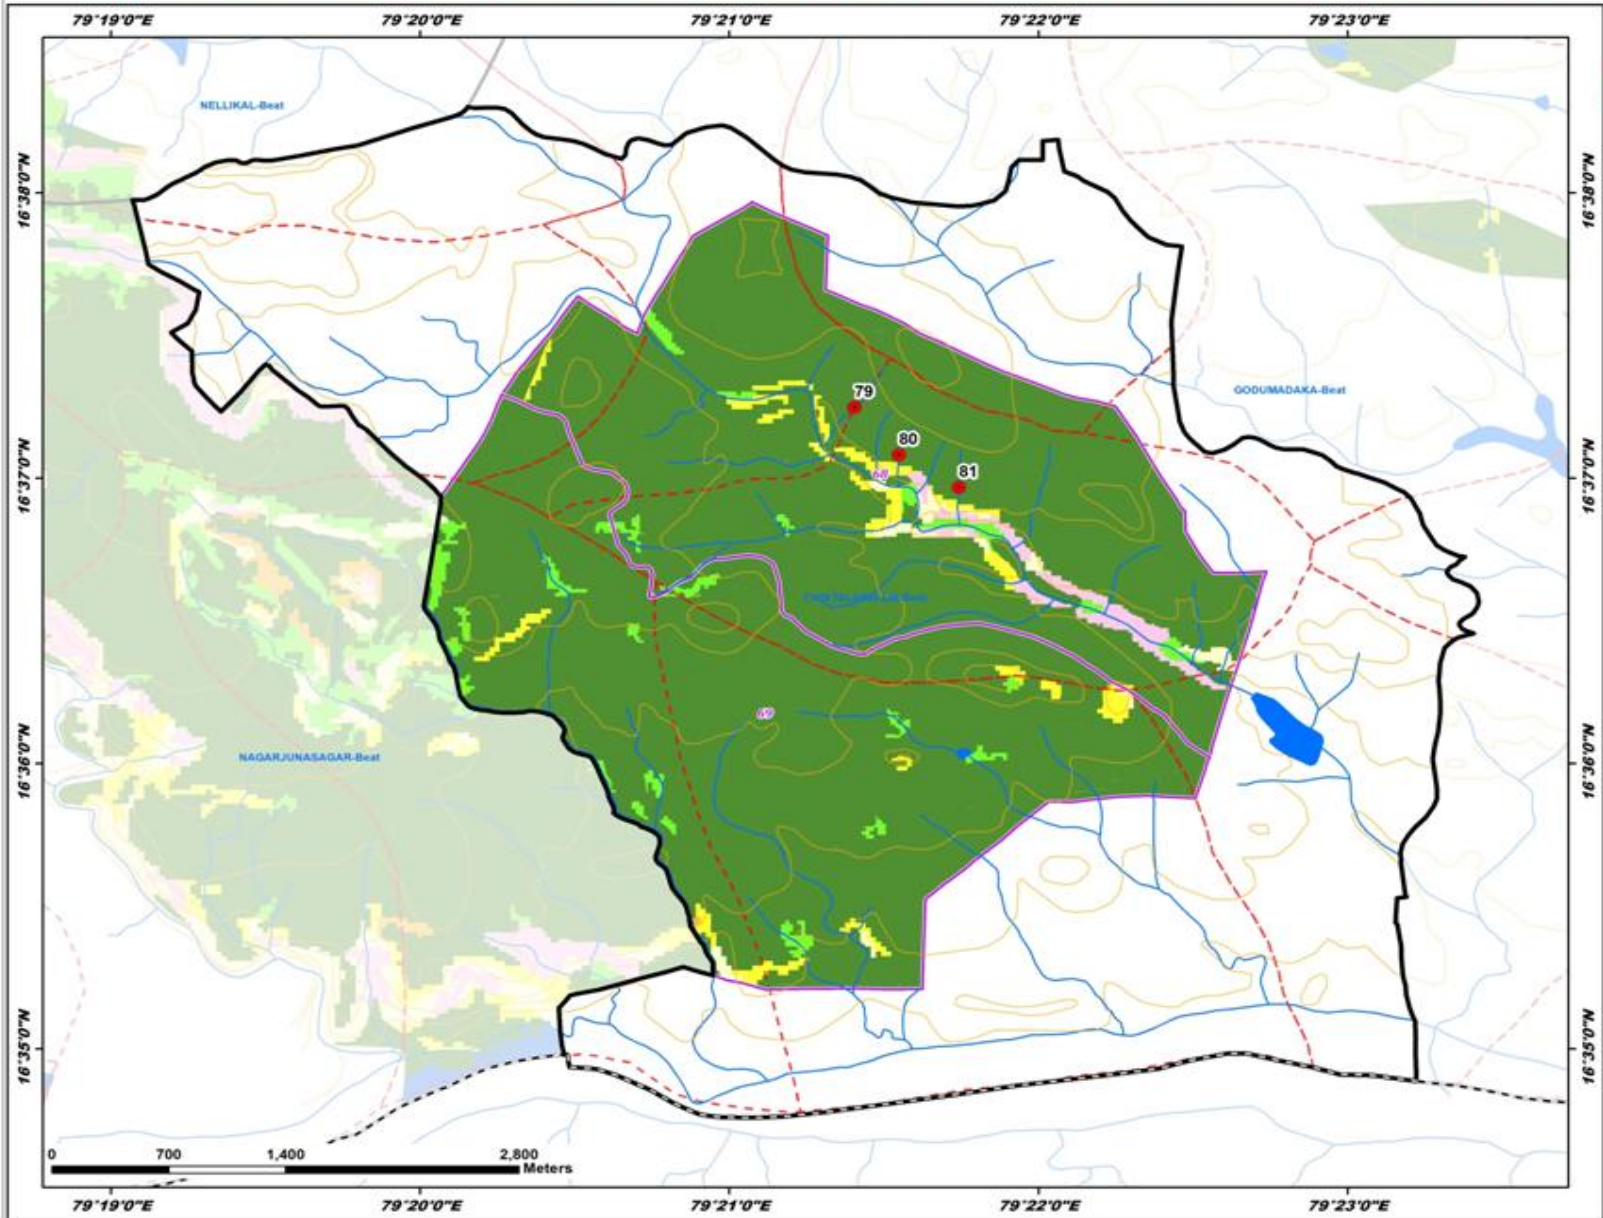 79°19'0"E 79°20'0"E 79°21'0"E 79°22'0"E 79°23'0"E
NELLIKAL-Beat
16°38'0"N 16°38'0"N
GODUMADAKA-Beat
79
80
81
68
16°37'0"N 16°37'0"N
69
NAGARJUNASAGAR-Beat
16°36'0"N 16°36'0"N
16°35'0"N 16°35'0"N
0 700 1,400 2,800
Meters
79°19'0"E 79°20'0"E 79°21'0"E 79°22'0"E 79°23'0"E